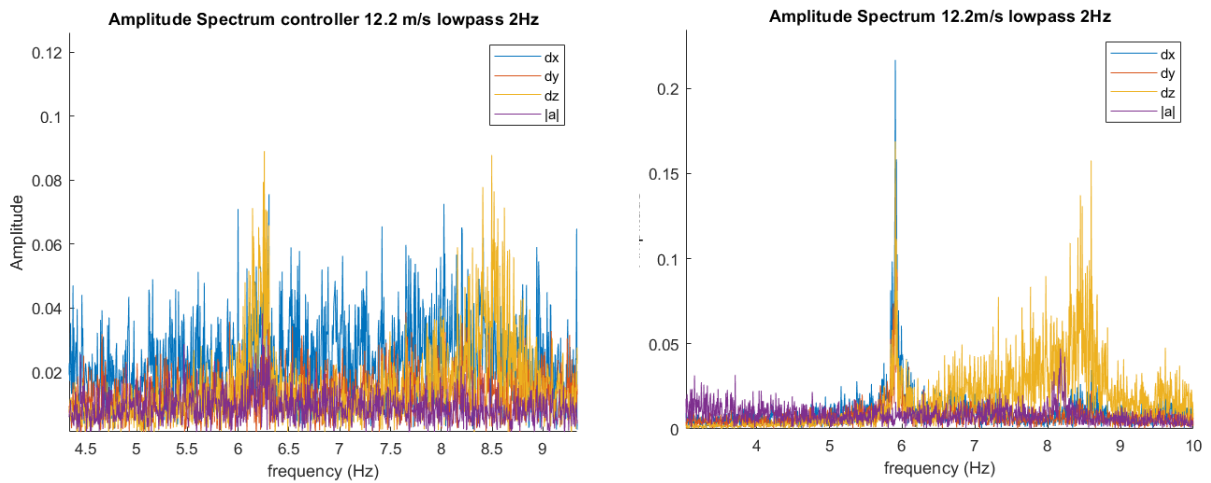 Amplitude Spectrum controller 12.2 m/s lowpass 2Hz
0.12
0.1
0.08
0.06
0.04
0.02
Amplitude
dx
dy
dz
|a|
4.5 5 5.5 6 6.5 7 7.5 8 8.5 9
frequency (Hz)
Amplitude Spectrum 12.2m/s lowpass 2Hz
0.2
0.15
0.1
0.05
0
dx
dy
dz
|a|
4 5 6 7 8 9 10
frequency (Hz)